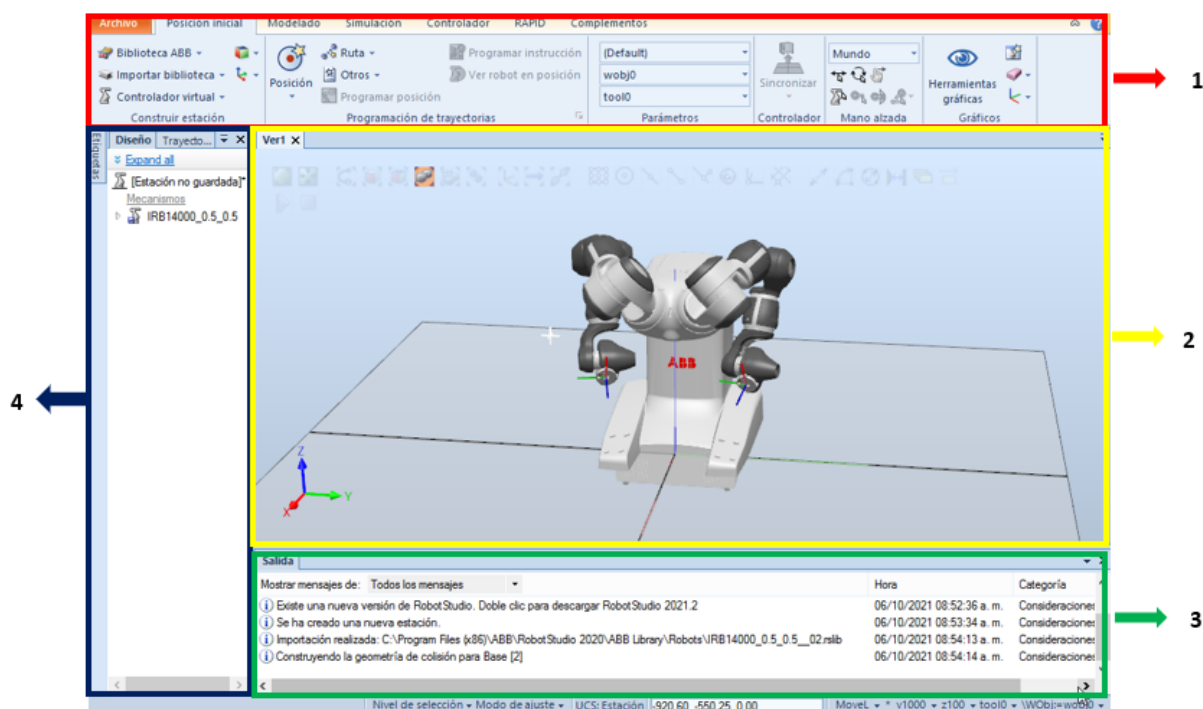 Archivo Posición inicial Modelado Simulación Controlador RAPID Complementos
Biblioteca ABB
Importar biblioteca
Controlador virtual
Construir estación
Posición
Ruta
Otros
Programar posición
Programar instrucción
Ver robot en posición
Programación de trayectorias
(Default)
wobj0
tool0
Parámetros
Sincronizar
Controlador
Mundo
Mano alzada
Herramientas
gráficas
Gráficos
1
Etiquetas
Diseño Trayecto...
Expand all
[Estación no guardada]*
Mecanismos
IRB14000_0.5_0.5
4
Ver1
ABB
Z
Y
X
2
Salida
Mostrar mensajes de: Todos los mensajes Hora Categoría
Existe una nueva versión de RobotStudio. Doble clic para descargar RobotStudio 2021.2 06/10/2021 08:52:36 a. m. Consideraciones
Se ha creado una nueva estación. 06/10/2021 08:53:34 a. m. Consideraciones
Importación realizada: C:\Program Files (x86)\ABB\RobotStudio 2020\ABB Library\Robots\IRB14000_0.5_0.5__02.rslib 06/10/2021 08:54:13 a. m. Consideraciones
Construyendo la geometría de colisión para Base [2] 06/10/2021 08:54:14 a. m. Consideraciones
3
Nivel de selección Modo de ajuste UCS: Estación -920.60 -550.25 0.00 MoveL * v1000 z100 tool0 \WObj:=wobj0